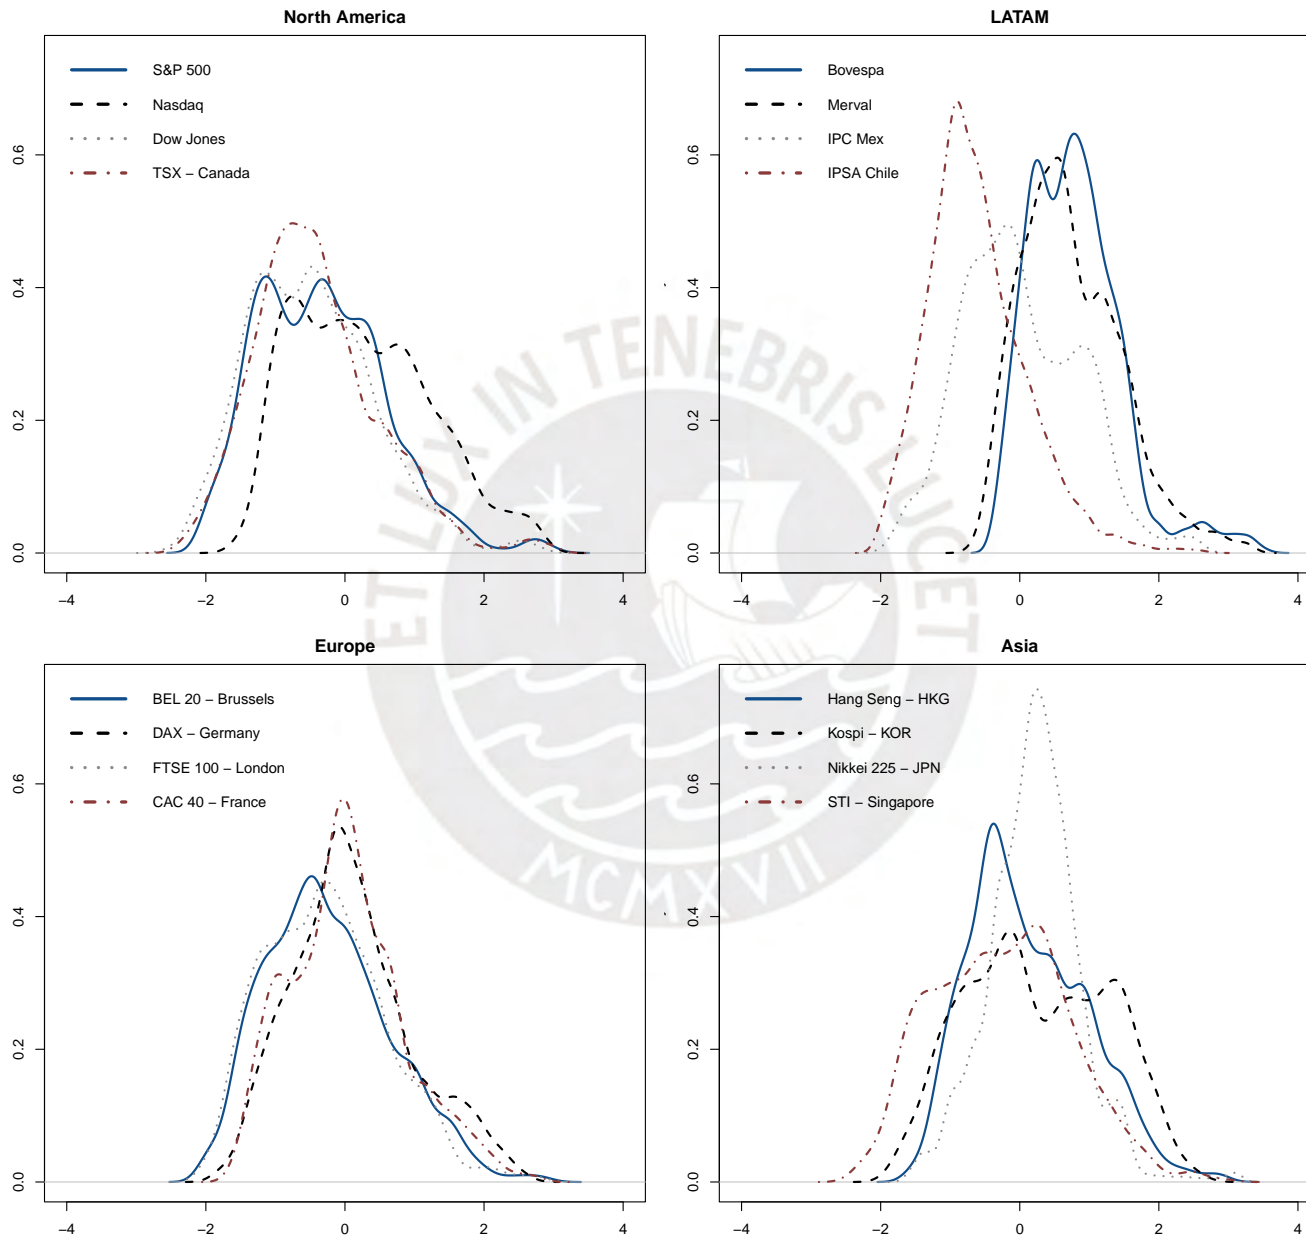 North America
S&P 500
Nasdaq
Dow Jones
TSX − Canada
0.0
0.2
0.4
0.6
−4
−2
0
2
4
LATAM
Bovespa
Merval
IPC Mex
IPSA Chile
0.0
0.2
0.4
0.6
−4
−2
0
2
4
Europe
BEL 20 − Brussels
DAX − Germany
FTSE 100 − London
CAC 40 − France
0.0
0.2
0.4
0.6
−4
−2
0
2
4
Asia
Hang Seng − HKG
Kospi − KOR
Nikkei 225 − JPN
STI − Singapore
0.0
0.2
0.4
0.6
−4
−2
0
2
4
ET LUX IN TENEBRIS LUCET
MCMXVII